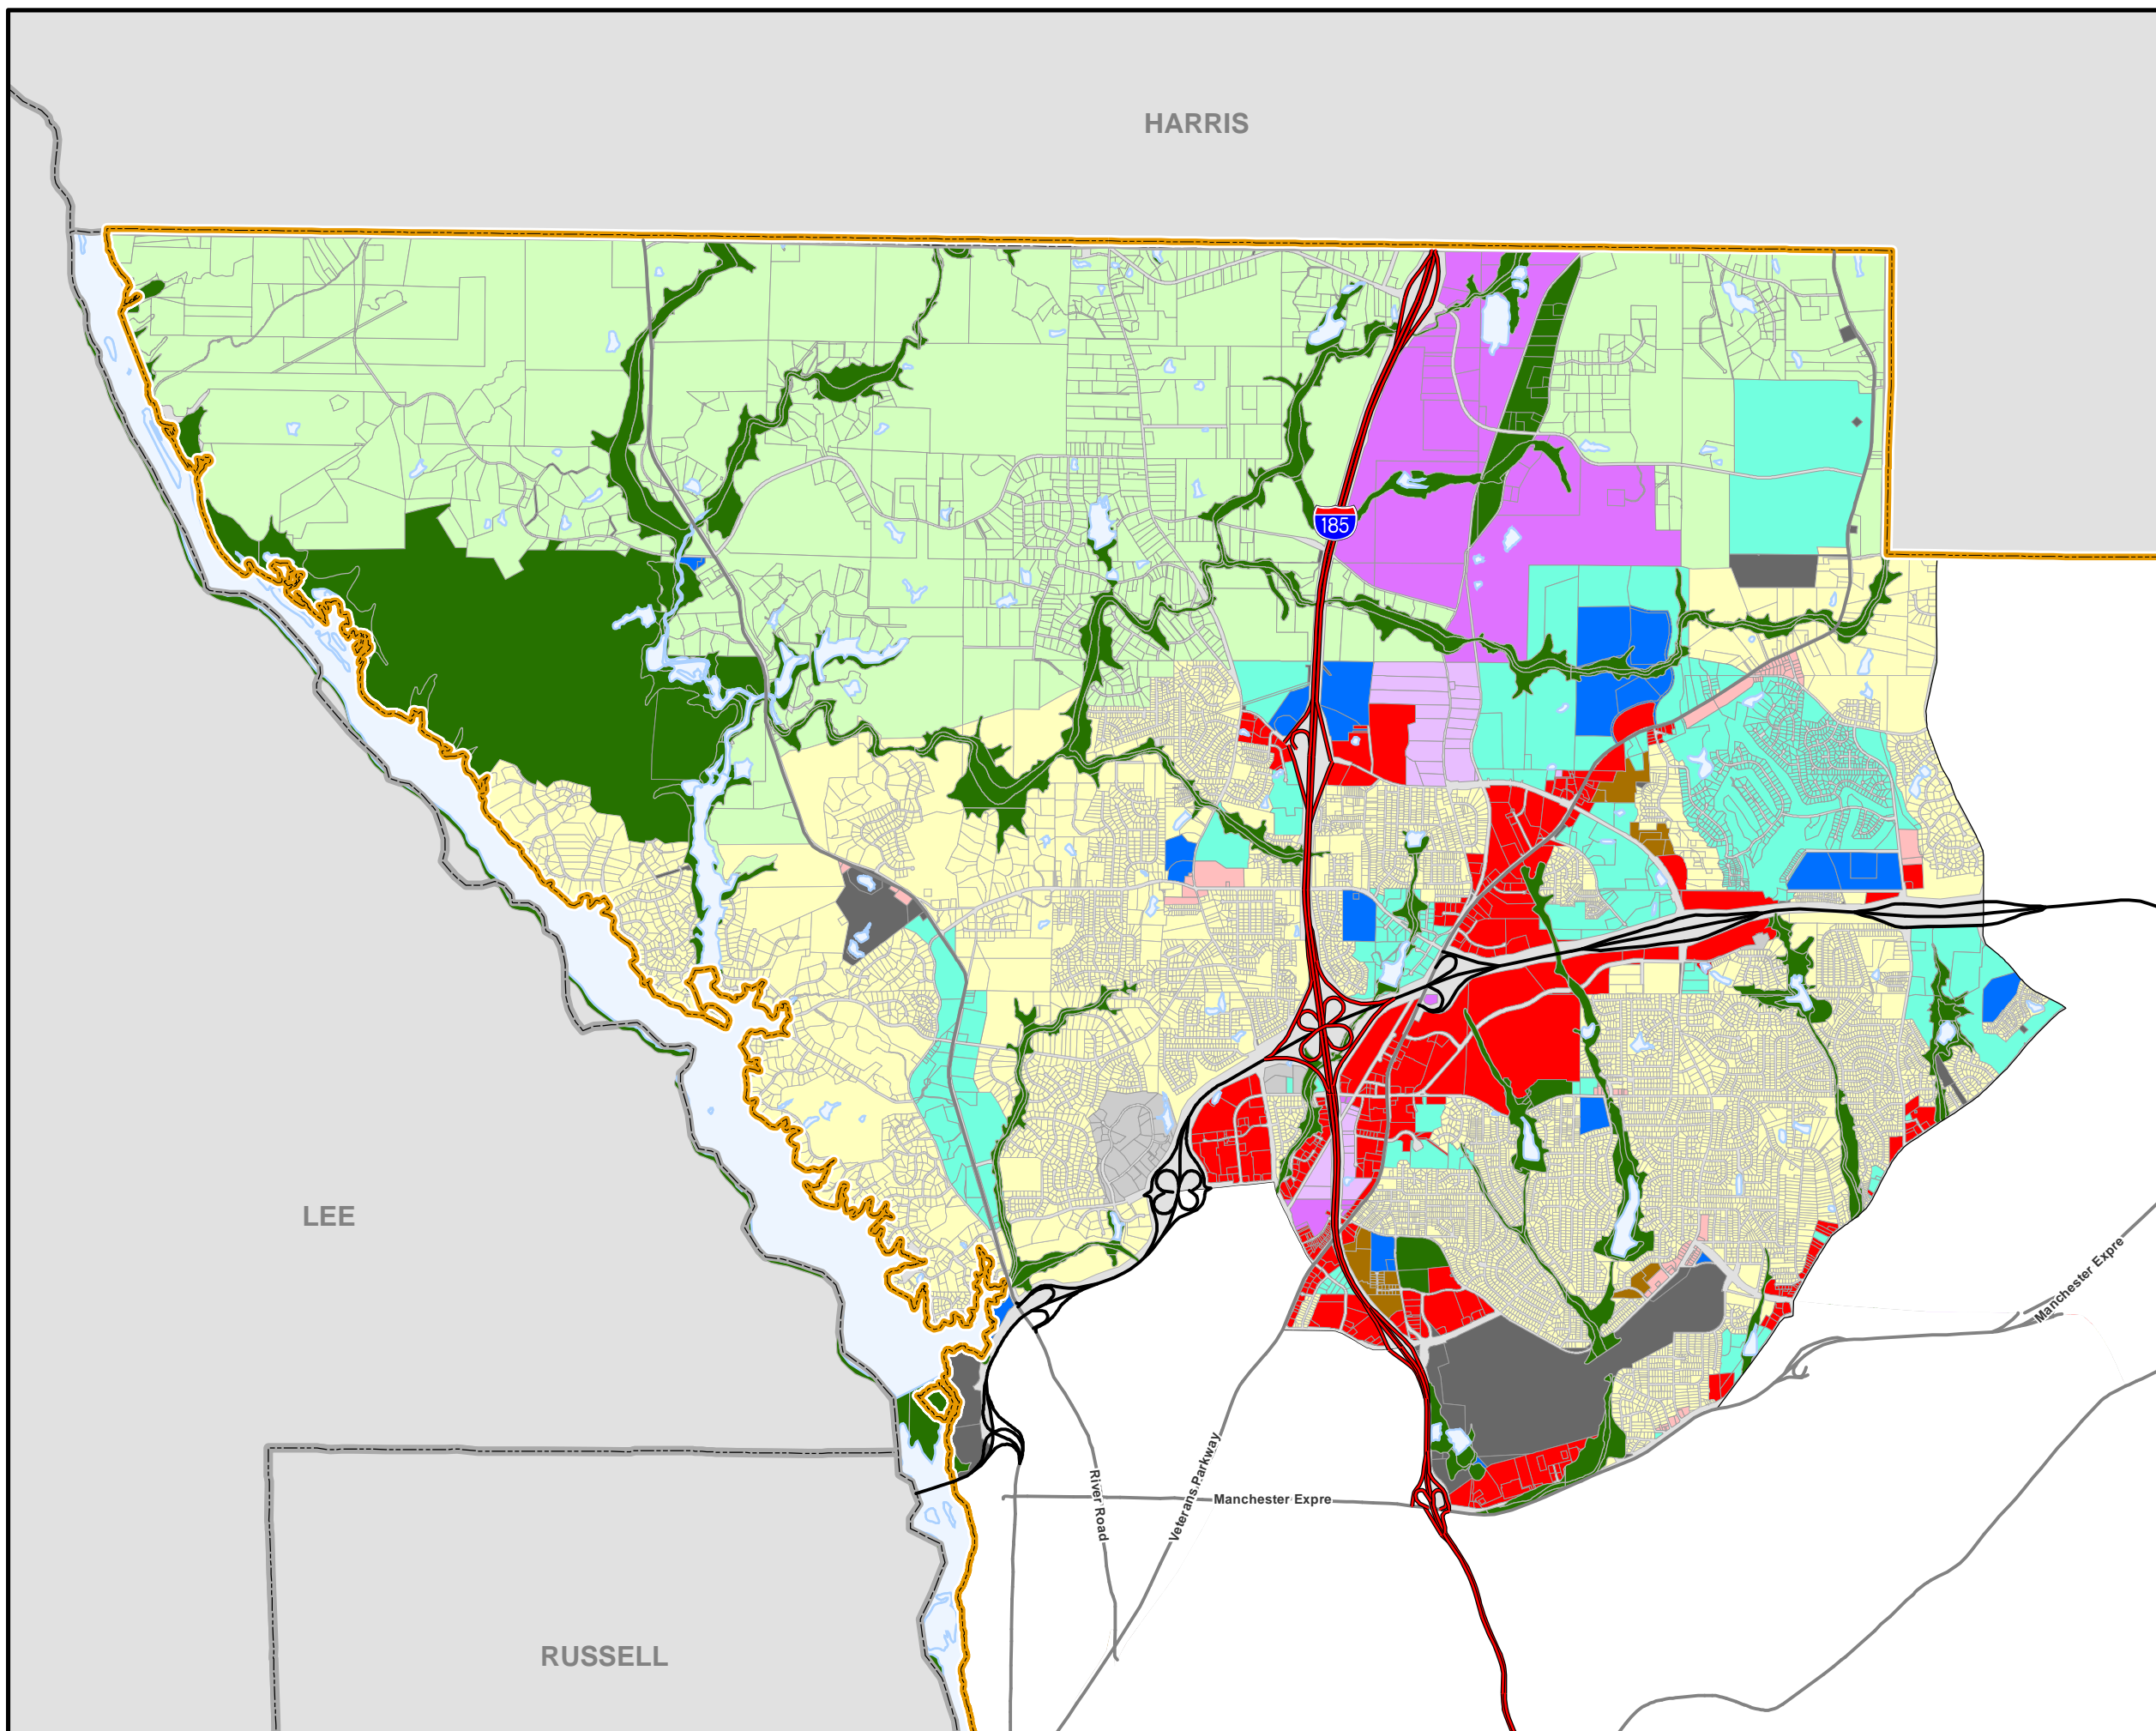 HARRIS
185
LEE
Manchester Expre
River Road
Veterans Parkway
Manchester Expre
RUSSELL